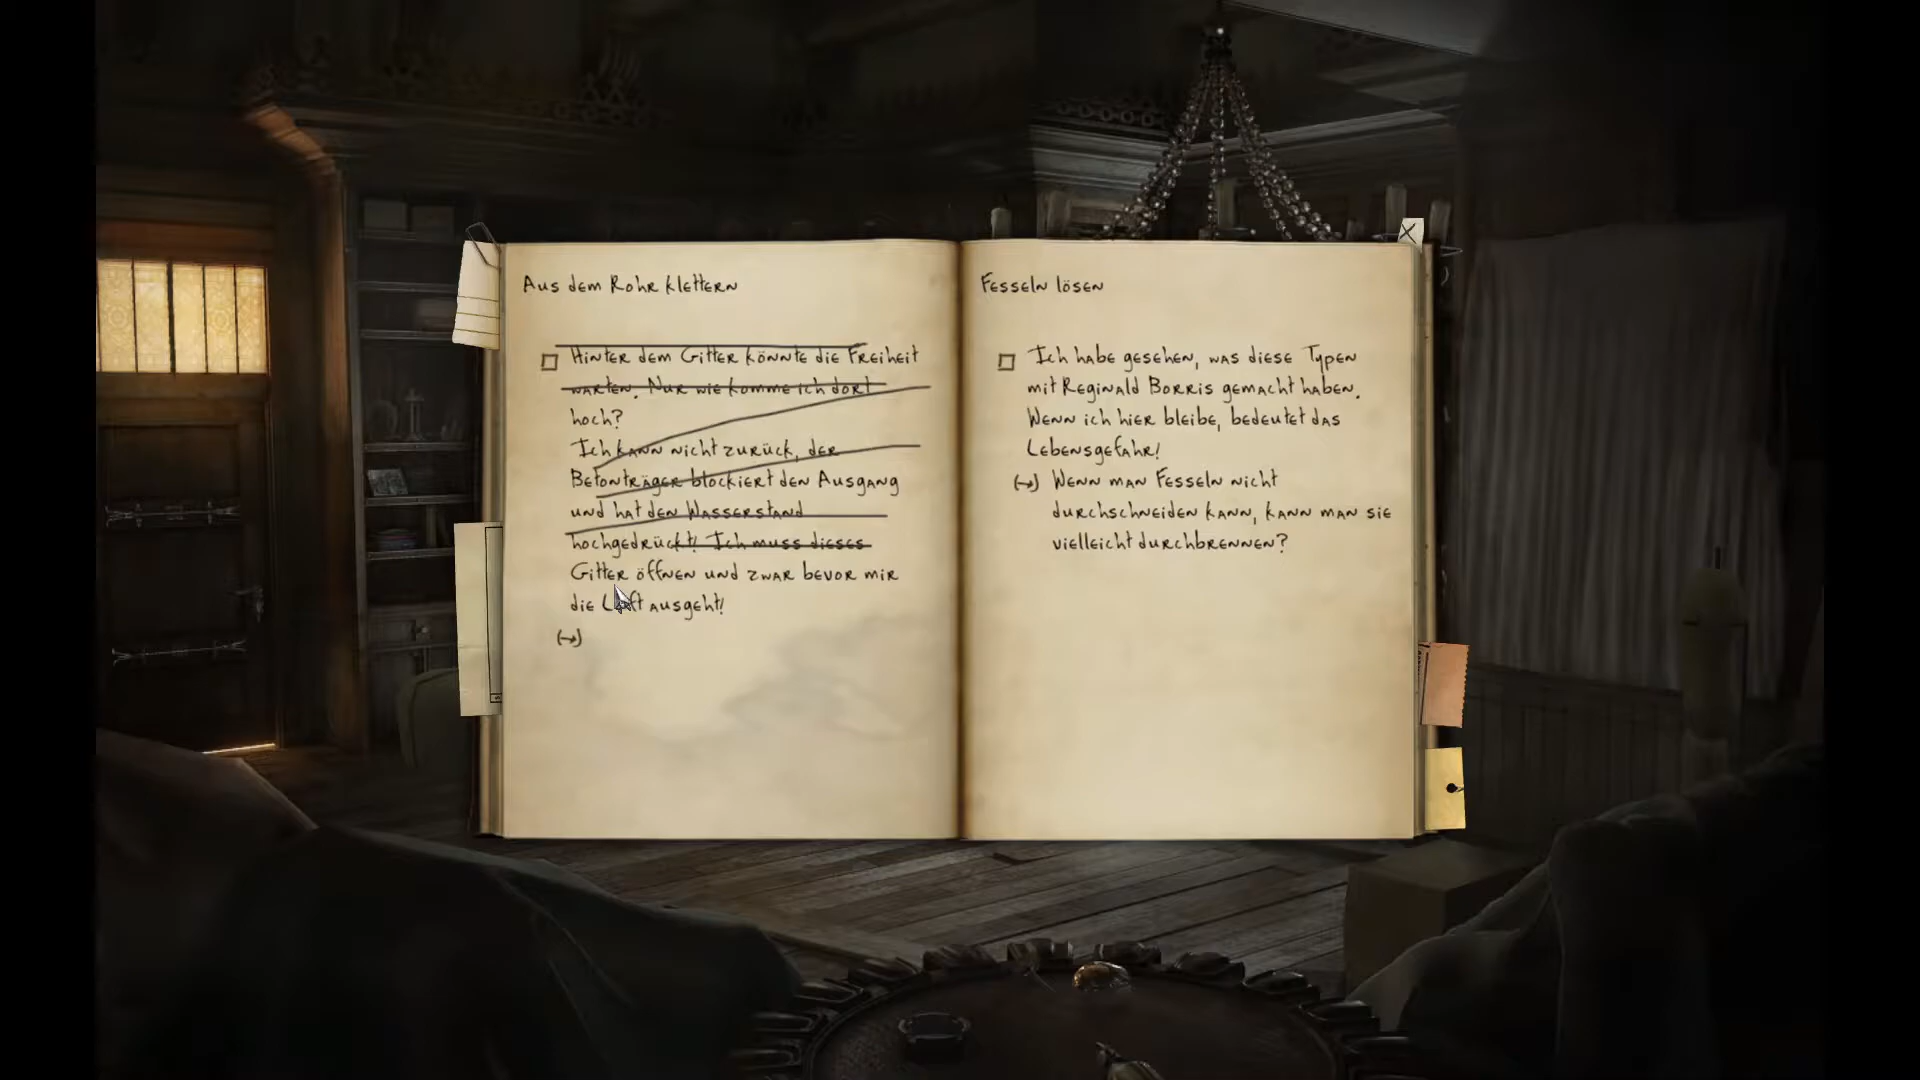 Aus dem Rohr klettern
Hinter dem Gitter könnte die Freiheit
warten. Nur wie komme ich dort
hoch?
Ich kann nicht zurück, der
Betonträger blockiert den Ausgang
und hat den Wasserstand
hochgedrückt! Ich muss dieses
Gitter öffnen und zwar bevor mir
die Luft ausgeht!
(→)
Fesseln lösen
Ich habe gesehen, was diese Typen
mit Reginald Borris gemacht haben.
Wenn ich hier bleibe, bedeutet das
Lebensgefahr!
(→) Wenn man Fesseln nicht
durchschneiden kann, kann man sie
vielleicht durchbrennen?
X